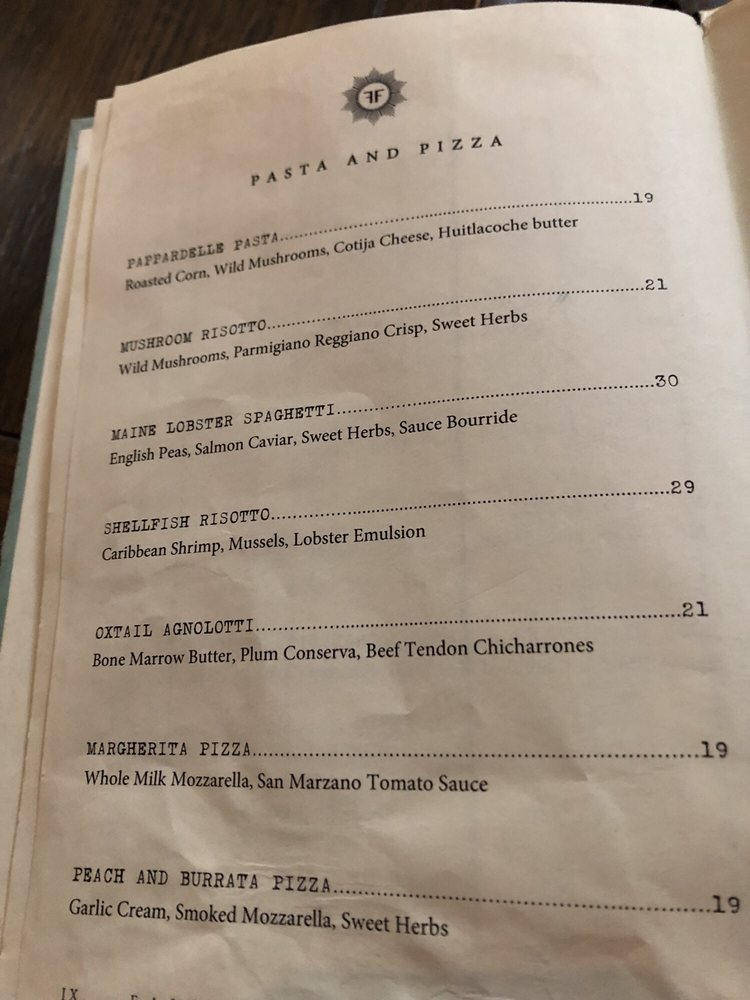 FF
PASTA AND PIZZA
PAPPARDELLE PASTA..........19
Roasted Corn, Wild Mushrooms, Cotija Cheese, Huitlacoche butter
MUSHROOM RISOTTO..........21
Wild Mushrooms, Parmigiano Reggiano Crisp, Sweet Herbs
MAINE LOBSTER SPAGHETTI..........30
English Peas, Salmon Caviar, Sweet Herbs, Sauce Bourride
SHELLFISH RISOTTO..........29
Caribbean Shrimp, Mussels, Lobster Emulsion
OXTAIL AGNOLOTTI..........21
Bone Marrow Butter, Plum Conserva, Beef Tendon Chicharrones
MARGHERITA PIZZA..........19
Whole Milk Mozzarella, San Marzano Tomato Sauce
PEACH AND BURRATA PIZZA..........19
Garlic Cream, Smoked Mozzarella, Sweet Herbs
IX